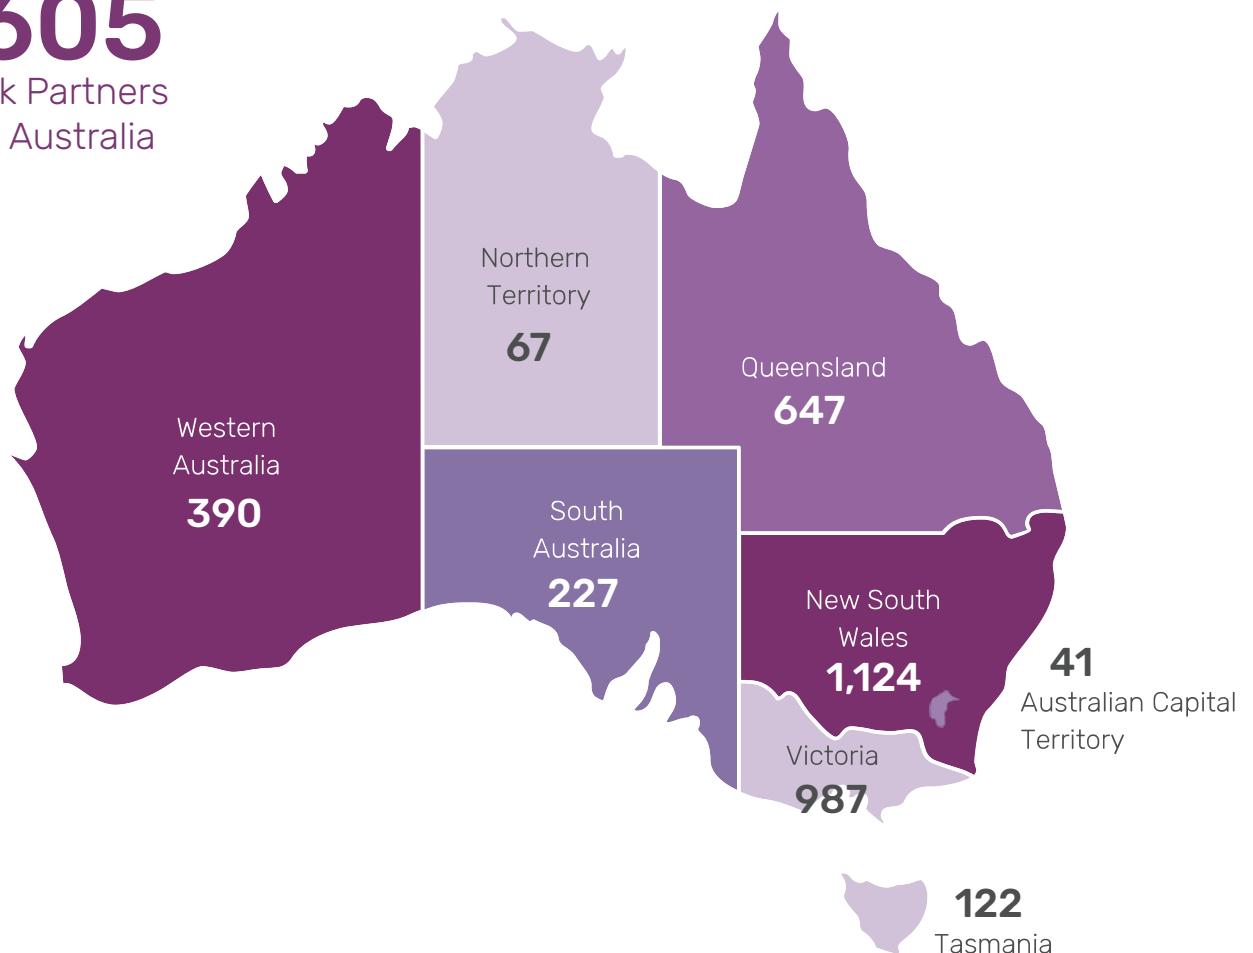 605
k Partners
Australia
Northern
Territory
67
Queensland
647
Western
Australia
390
South
Australia
227
New South
Wales
1,124
41
Australian Capital
Territory
Victoria
987
122
Tasmania